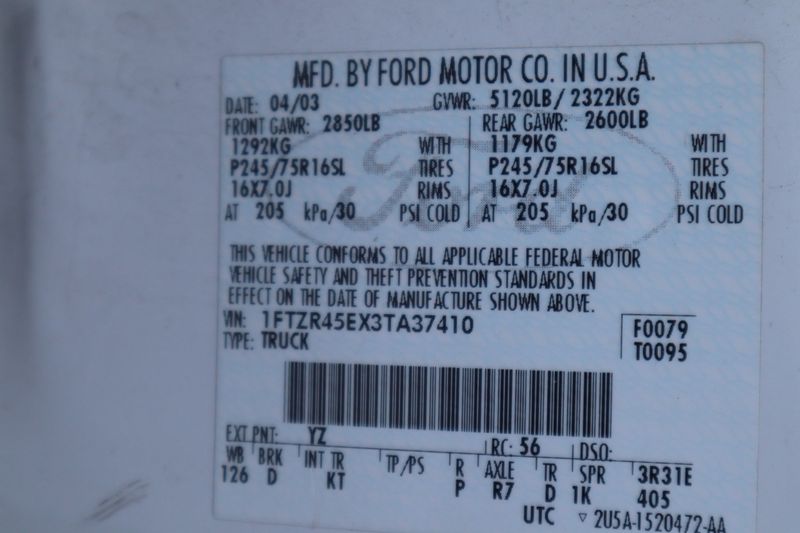 MFD. BY FORD MOTOR CO. IN U.S.A.
DATE: 04/03 GVWR: 5120LB/ 2322KG
FRONT GAWR: 2850LB REAR GAWR: 2600LB
1292KG WITH 1179KG WITH
P245/75R16SL TIRES P245/75R16SL TIRES
16X7.0J RIMS 16X7.0J RIMS
AT 205 kPa/30 PSI COLD AT 205 kPa/30 PSI COLD
Ford
THIS VEHICLE CONFORMS TO ALL APPLICABLE FEDERAL MOTOR
VEHICLE SAFETY AND THEFT PREVENTION STANDARDS IN
EFFECT ON THE DATE OF MANUFACTURE SHOWN ABOVE.
VIN: 1FTZR45EX3TA37410 F0079
TYPE: TRUCK T0095
EXT PNT: YZ RC: 56 DSO:
WB BRK INT TR TP/PS R AXLE TR SPR 3R31E
126 D KT P R7 D 1K 405
UTC ▽ 2U5A-1520472-AA